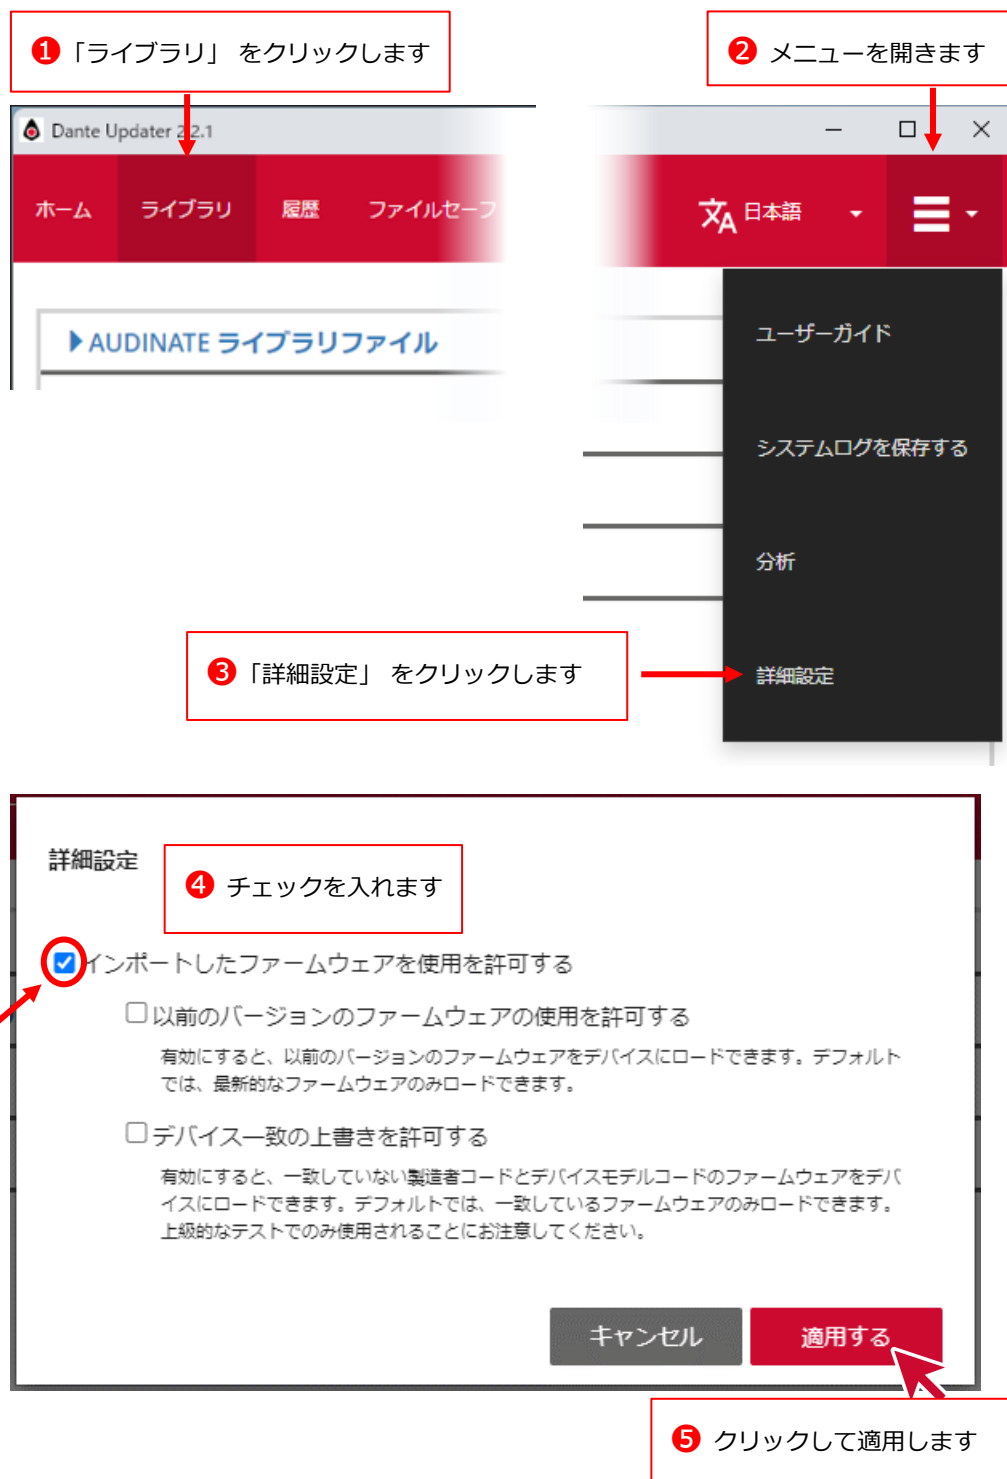 ❶「ライブラリ」 をクリックします
❷ メニューを開きます
Dante Updater 2.2.1
ホーム ライブラリ 履歴 ファイルセーフ
日本語
AUDINATE ライブラリファイル
ユーザーガイド
システムログを保存する
分析
❸「詳細設定」 をクリックします
詳細設定
詳細設定
❹ チェックを入れます
インポートしたファームウェアを使用を許可する
以前のバージョンのファームウェアの使用を許可する
有効にすると、以前のバージョンのファームウェアをデバイスにロードできます。デフォルト
では、最新的なファームウェアのみロードできます。
デバイス一致の上書きを許可する
有効にすると、一致していない製造者コードとデバイスモデルコードのファームウェアをデバ
イスにロードできます。デフォルトでは、一致しているファームウェアのみロードできます。
上級的なテストでのみ使用されることにお注意してください。
キャンセル 適用する
❺ クリックして適用します